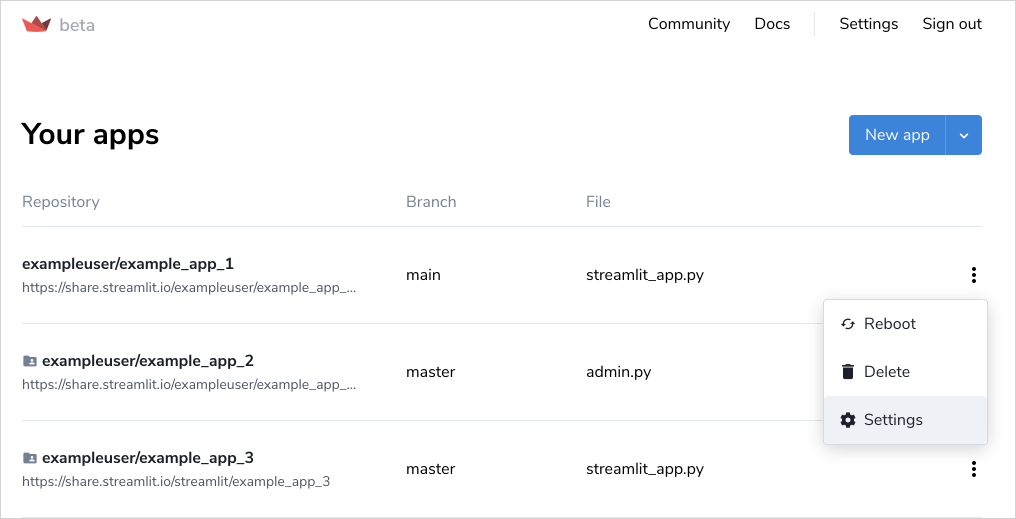 beta
Community Docs Settings Sign out
Your apps
New app
Repository Branch File
exampleuser/example_app_1
https://share.streamlit.io/exampleuser/example_app_...
main
streamlit_app.py
Reboot
Delete
Settings
exampleuser/example_app_2
https://share.streamlit.io/exampleuser/example_app_...
master
admin.py
exampleuser/example_app_3
https://share.streamlit.io/streamlit/example_app_3
master
streamlit_app.py